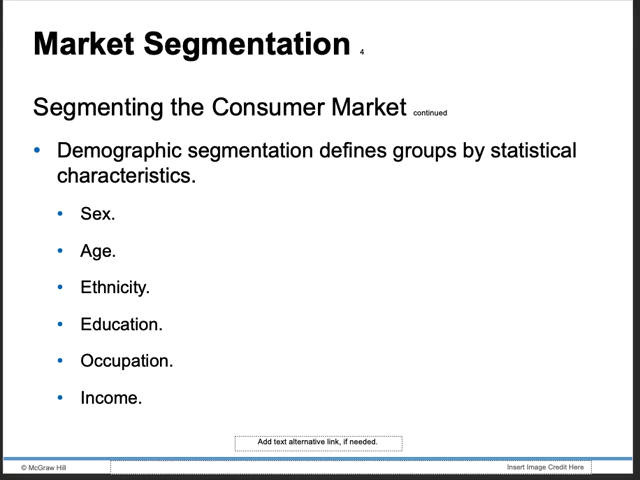 Market Segmentation 4
Segmenting the Consumer Market continued
• Demographic segmentation defines groups by statistical
characteristics.
• Sex.
• Age.
• Ethnicity.
• Education.
• Occupation.
• Income.
Add text alternative link, if needed.
© McGraw Hill
Insert Image Credit Here